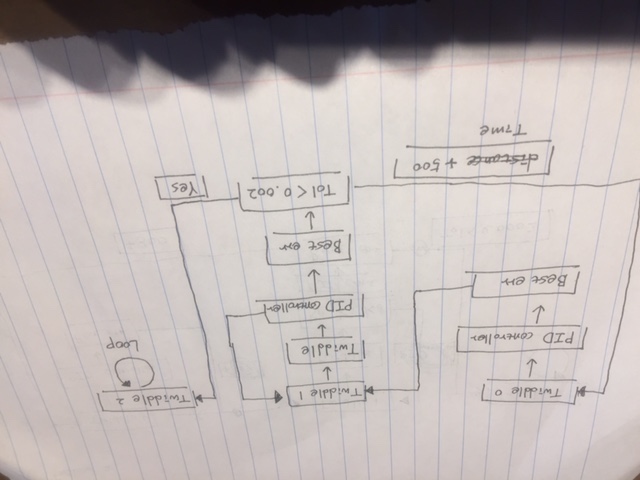 Twiddle 0
PID controller
Best err
Twiddle 1
Twiddle
PID controller
Best err
Tol < 0.002
Yes
Twiddle 2
Loop
distance + 500
Time